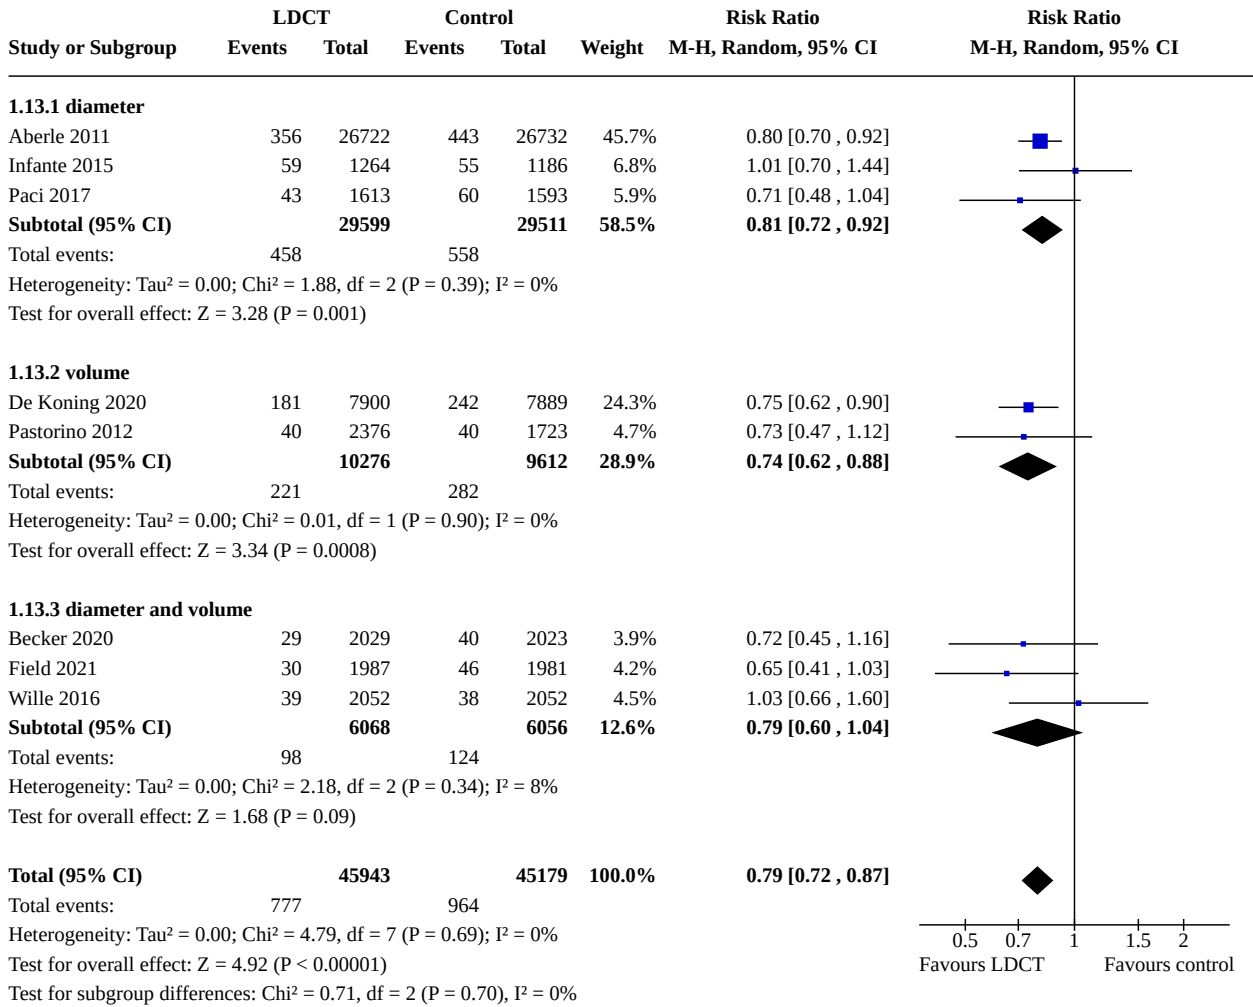 LDCT Control Risk Ratio Risk Ratio
Study or Subgroup Events Total Events Total Weight M-H, Random, 95% CI M-H, Random, 95% CI
1.13.1 diameter
Aberle 2011 356 26722 443 26732 45.7% 0.80 [0.70 , 0.92]
Infante 2015 59 1264 55 1186 6.8% 1.01 [0.70 , 1.44]
Paci 2017 43 1613 60 1593 5.9% 0.71 [0.48 , 1.04]
Subtotal (95% CI) 29599 29511 58.5% 0.81 [0.72 , 0.92]
Total events: 458 558
Heterogeneity: Tau² = 0.00; Chi² = 1.88, df = 2 (P = 0.39); I² = 0%
Test for overall effect: Z = 3.28 (P = 0.001)
1.13.2 volume
De Koning 2020 181 7900 242 7889 24.3% 0.75 [0.62 , 0.90]
Pastorino 2012 40 2376 40 1723 4.7% 0.73 [0.47 , 1.12]
Subtotal (95% CI) 10276 9612 28.9% 0.74 [0.62 , 0.88]
Total events: 221 282
Heterogeneity: Tau² = 0.00; Chi² = 0.01, df = 1 (P = 0.90); I² = 0%
Test for overall effect: Z = 3.34 (P = 0.0008)
1.13.3 diameter and volume
Becker 2020 29 2029 40 2023 3.9% 0.72 [0.45 , 1.16]
Field 2021 30 1987 46 1981 4.2% 0.65 [0.41 , 1.03]
Wille 2016 39 2052 38 2052 4.5% 1.03 [0.66 , 1.60]
Subtotal (95% CI) 6068 6056 12.6% 0.79 [0.60 , 1.04]
Total events: 98 124
Heterogeneity: Tau² = 0.00; Chi² = 2.18, df = 2 (P = 0.34); I² = 8%
Test for overall effect: Z = 1.68 (P = 0.09)
Total (95% CI) 45943 45179 100.0% 0.79 [0.72 , 0.87]
Total events: 777 964
Heterogeneity: Tau² = 0.00; Chi² = 4.79, df = 7 (P = 0.69); I² = 0%
0.5 0.7 1 1.5 2
Test for overall effect: Z = 4.92 (P < 0.00001)
Favours LDCT Favours control
Test for subgroup differences: Chi² = 0.71, df = 2 (P = 0.70), I² = 0%